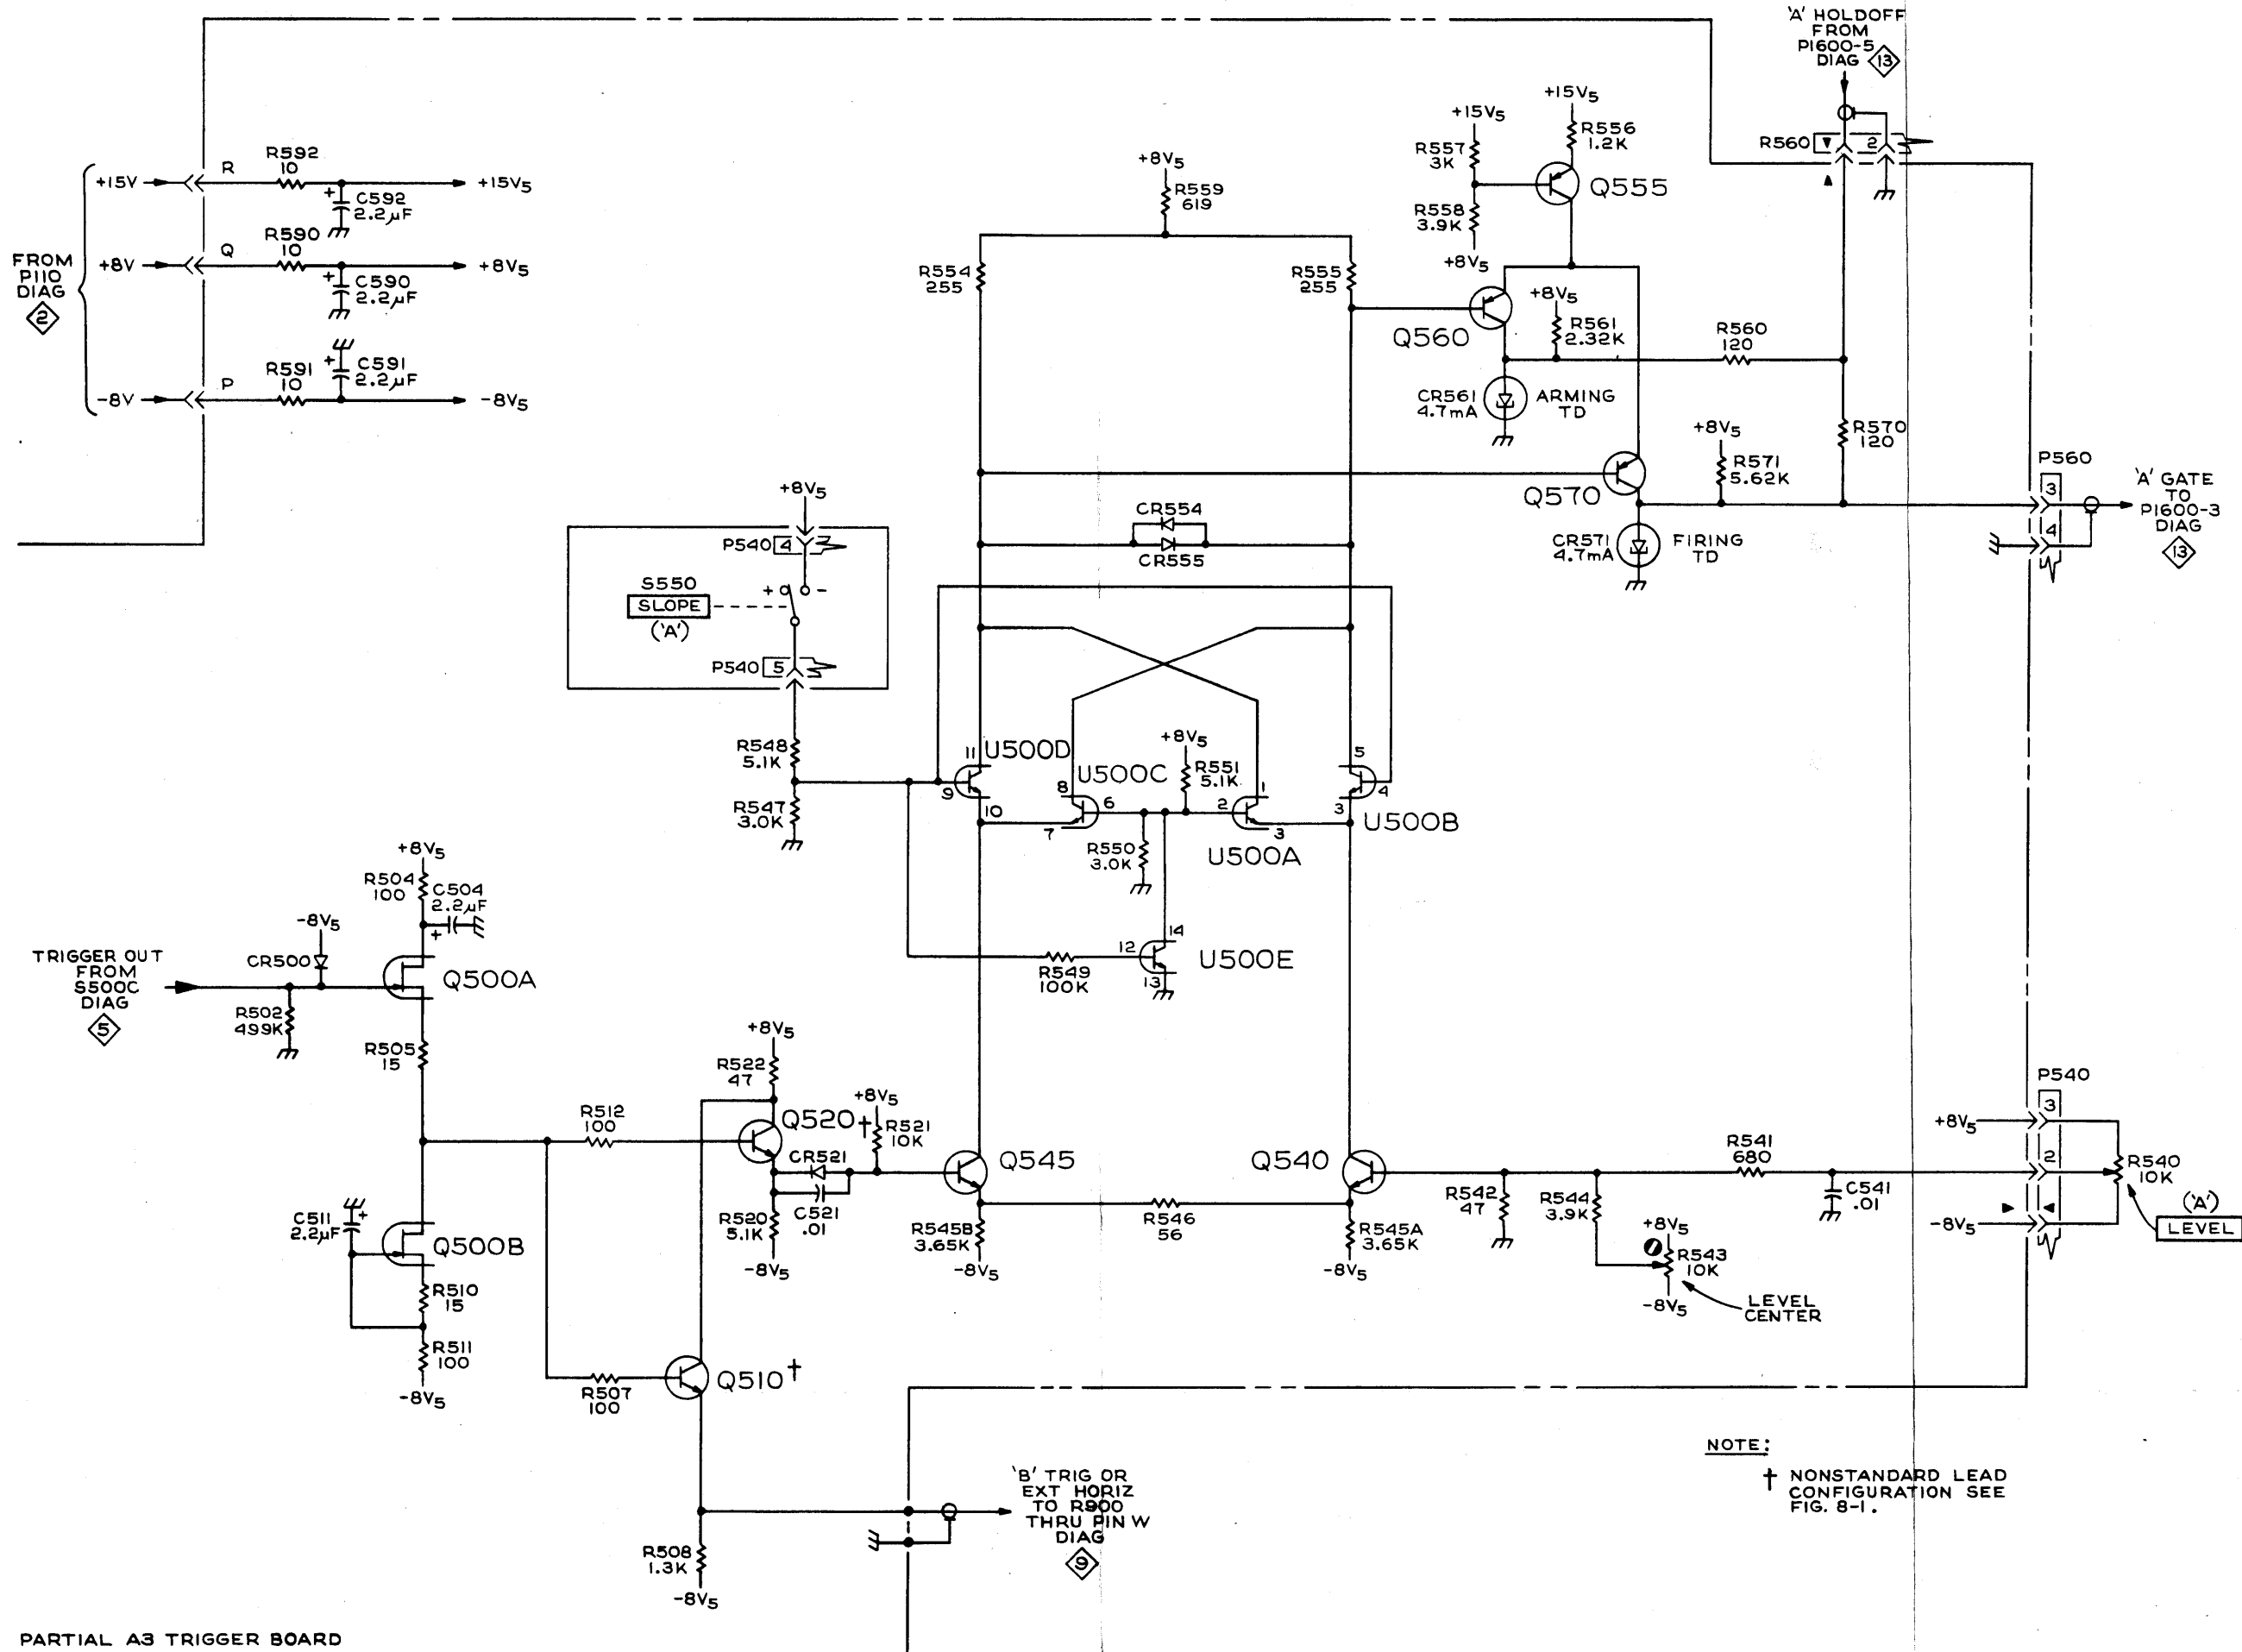 'A' HOLDOFF
FROM
P1600-5
DIAG 13
R560 2
+15V5
R556
1.2K
+15V5
R557
3K
Q555
R558
3.9K
+8V5
+8V5
R559
619
R592
10
R
+15V
+15V5
+
C592
2.2µF
R590
10
Q
+8V
+8V5
+
C590
2.2µF
FROM
P110
DIAG
2
R591
10
P
-8V
-8V5
+
C591
2.2µF
R554
255
R555
255
Q560
+8V5
R561
2.32K
R560
120
CR561
4.7mA
ARMING
TD
R570
120
+8V5
R571
5.62K
Q570
CR571
4.7mA
FIRING
TD
P560
3
4
'A' GATE
TO
P1600-3
DIAG
13
CR554
CR555
+8V5
P540 4
S550
SLOPE
('A')
+ -
P540 5
R548
5.1K
R547
3.0K
11 U500D
9
10
U500C
8
6
7
+8V5
R551
5.1K
R550
3.0K
2
1
3
U500A
5
4
3
U500B
12
14
13
U500E
R549
100K
+8V5
R504
100
C504
2.2µF
+
-8V5
CR500
TRIGGER OUT
FROM
S500C
DIAG
5
R502
499K
Q500A
R505
15
R512
100
+8V5
R522
47
Q520†
CR521
C521
.01
R520
5.1K
-8V5
+8V5
R521
10K
Q545
R545B
3.65K
-8V5
R546
56
Q540
R545A
3.65K
-8V5
R542
47
R544
3.9K
R541
680
C541
.01
+8V5
R543
10K
-8V5
LEVEL
CENTER
P540
3
2
+8V5
-8V5
R540
10K
('A')
LEVEL
C511
2.2µF
+
Q500B
R510
15
R511
100
-8V5
R507
100
Q510†
R508
1.3K
-8V5
'B' TRIG OR
EXT HORIZ
TO R900
THRU PIN W
DIAG
9
NOTE:
† NONSTANDARD LEAD
CONFIGURATION SEE
FIG. 8-1.
PARTIAL A3 TRIGGER BOARD